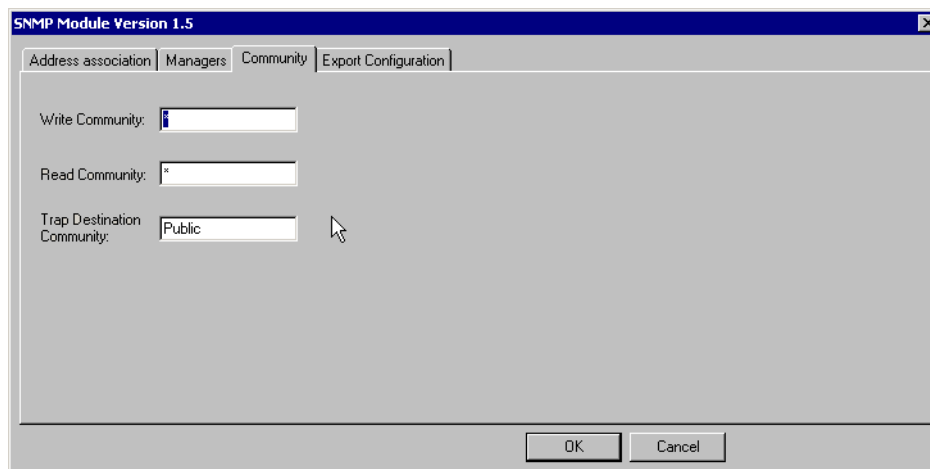 SNMP Module Version 1.5
Address association Managers Community Export Configuration
Write Community: *
Read Community: *
Trap Destination
Community: Public
OK Cancel